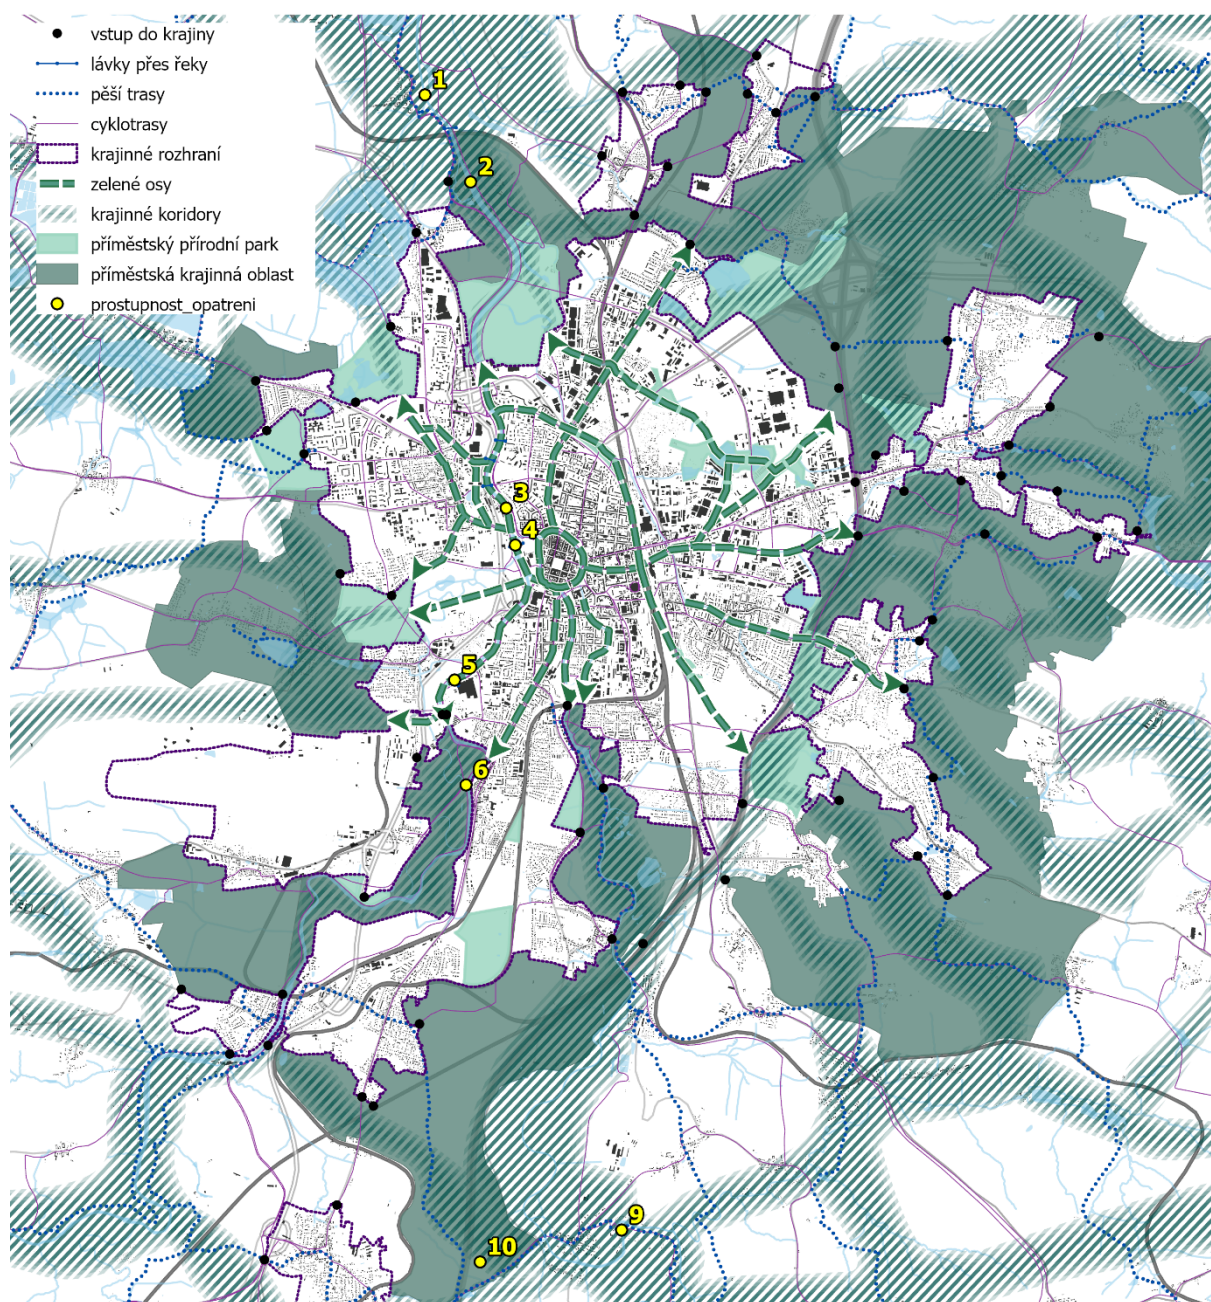 vstup do krajiny
lávky přes řeky
pěší trasy
cyklotrasy
krajinné rozhraní
zelené osy
krajinné koridory
příměstský přírodní park
příměstská krajinná oblast
prostupnost_opatreni
1
2
3
4
5
6
9
10